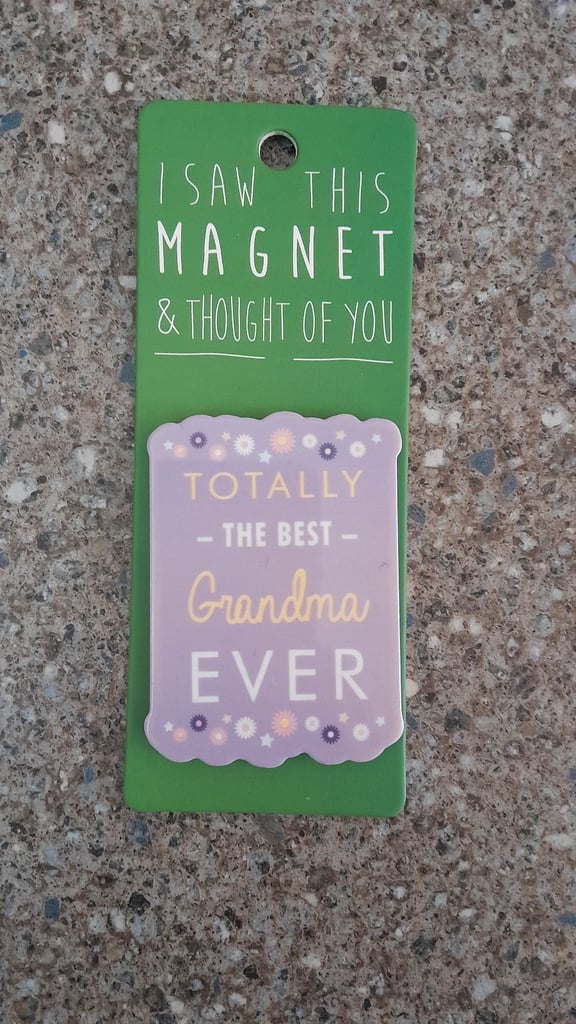 I SAW THIS
MAGNET
& THOUGHT OF YOU
TOTALLY
– THE BEST –
Grandma
EVER